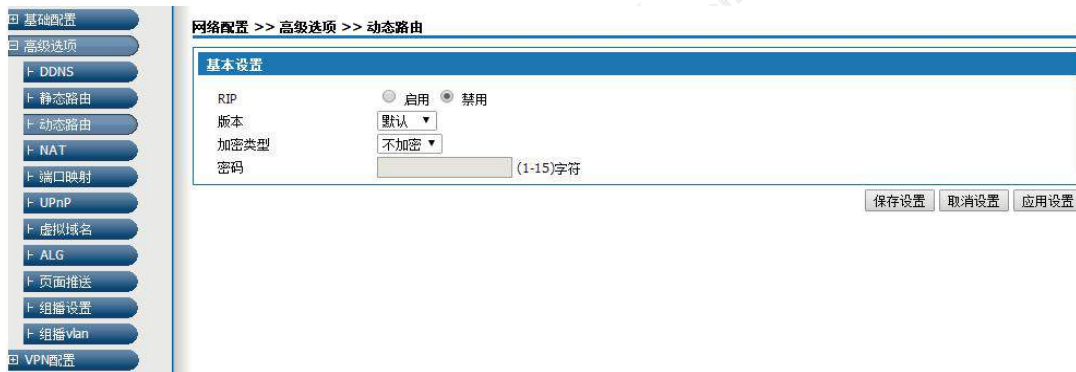 基础配置
高级选项
DDNS
静态路由
动态路由
NAT
端口映射
UPnP
虚拟域名
ALG
页面推送
组播设置
组播vlan
VPN配置
网络配置 >> 高级选项 >> 动态路由
基本设置
RIP 启用 禁用
版本 默认
加密类型 不加密
密码 (1-15)字符
保存设置 取消设置 应用设置